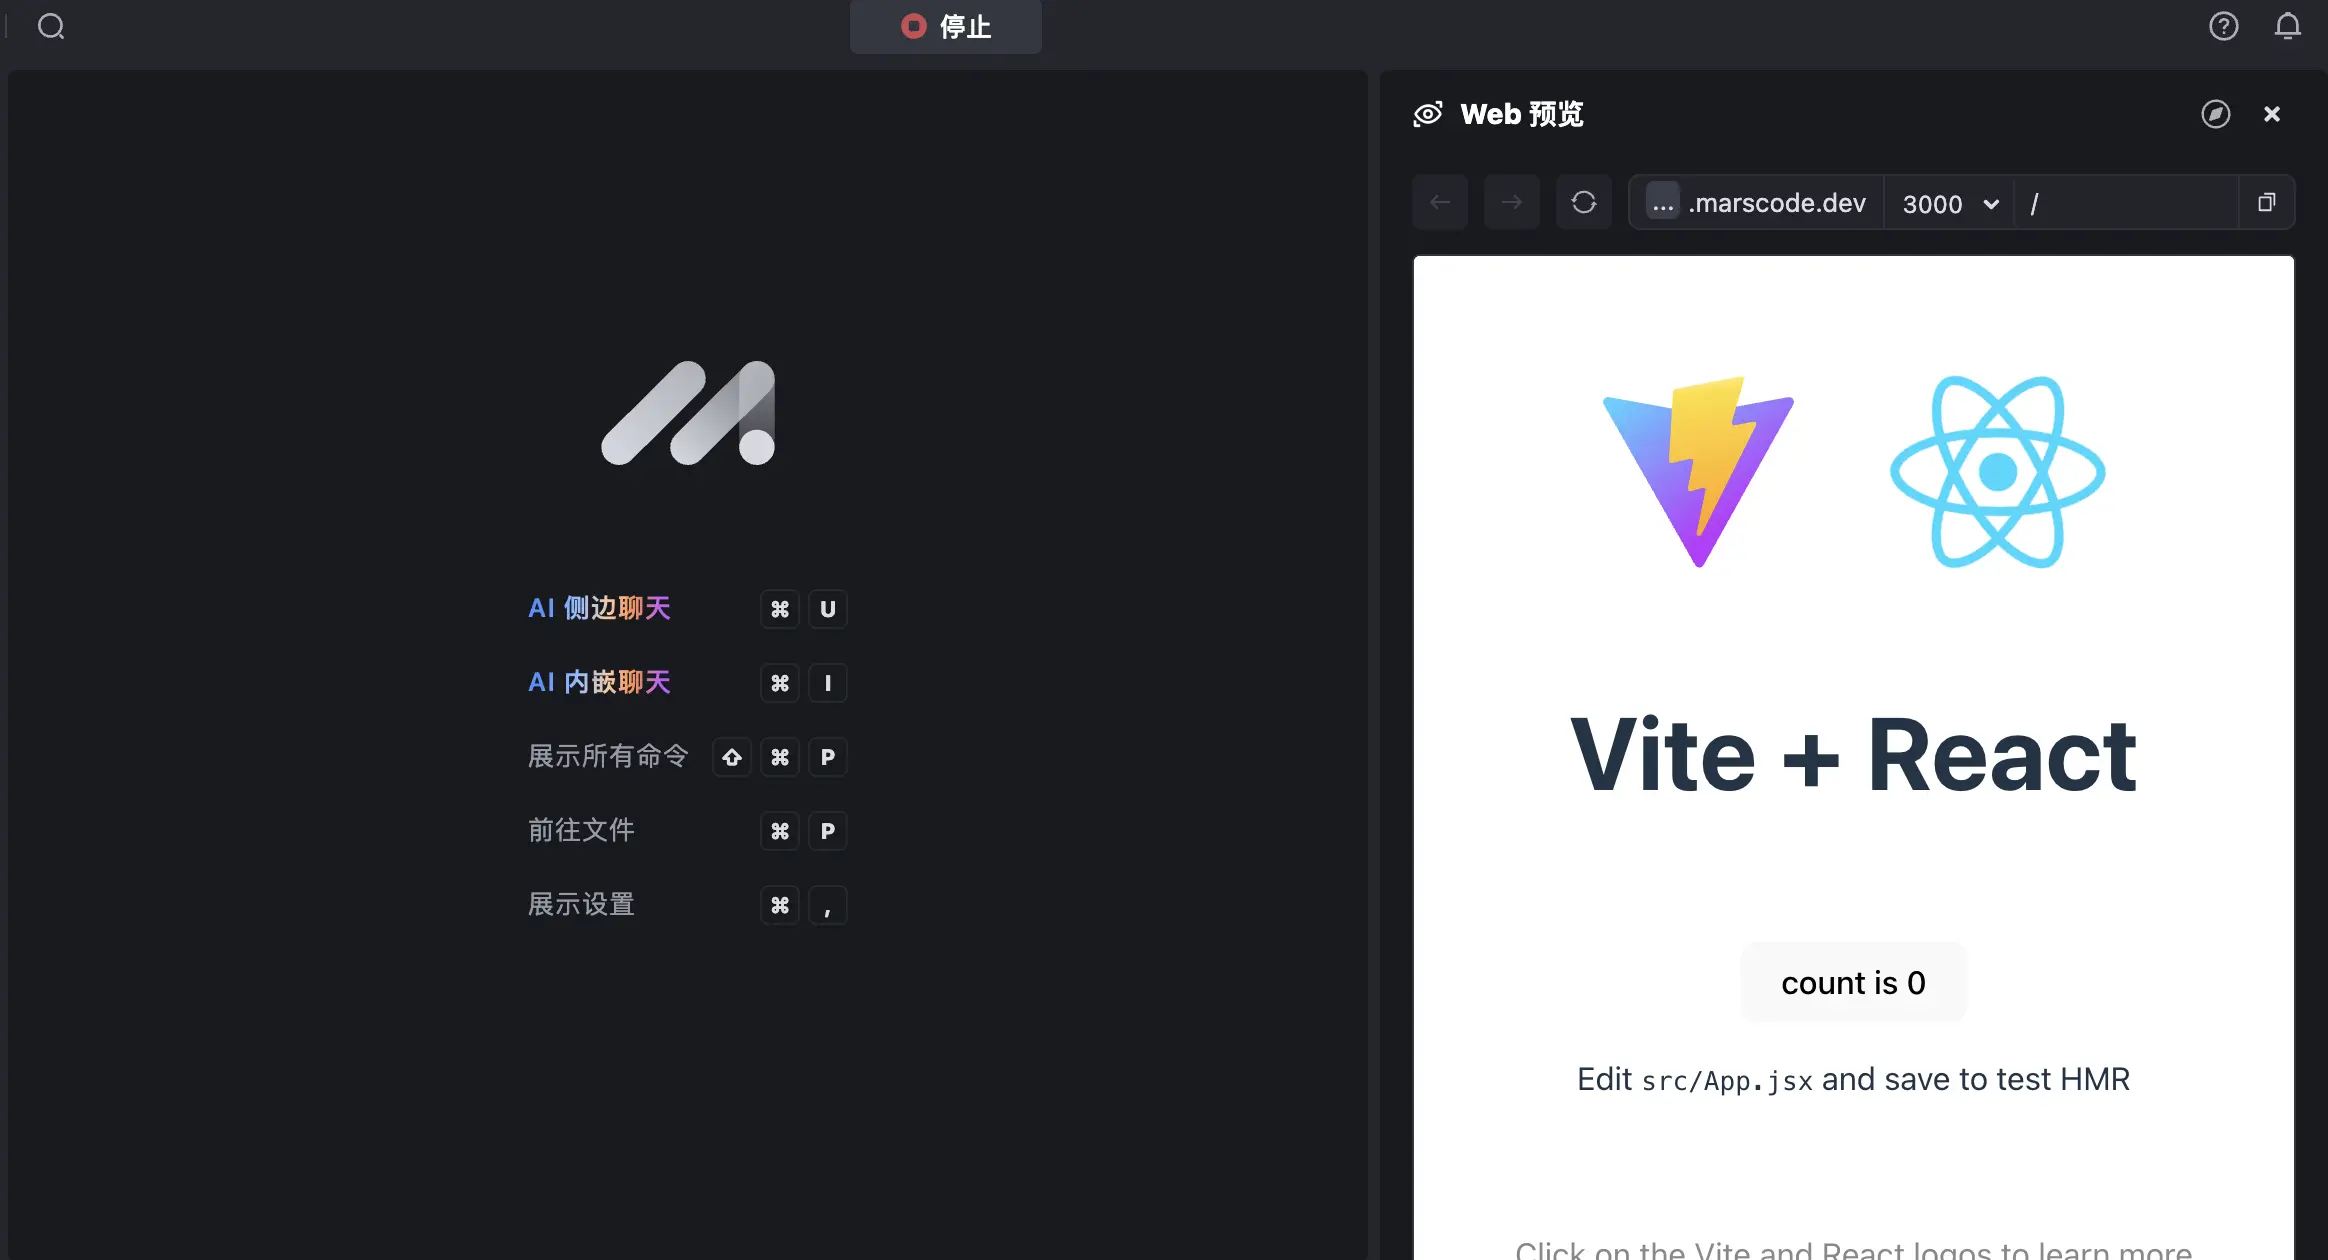 停止
Web 预览
... .marscode.dev 3000 /
AI 侧边聊天 ⌘ U
AI 内嵌聊天 ⌘ I
展示所有命令 ⇧ ⌘ P
前往文件 ⌘ P
展示设置 ⌘ ,
Vite + React
count is 0
Edit src/App.jsx and save to test HMR
Click on the Vite and React logos to learn more